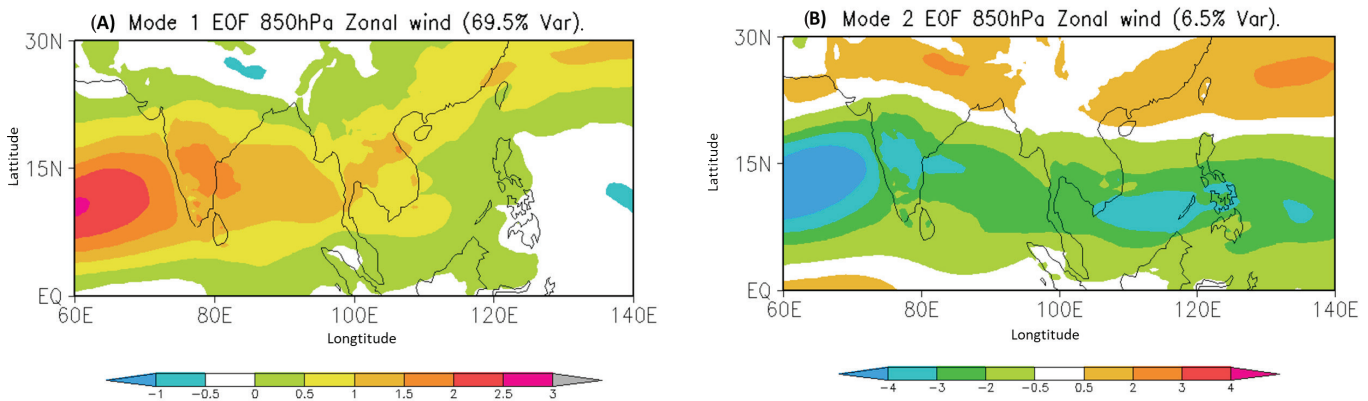 (A) Mode 1 EOF 850hPa Zonal wind (69.5% Var).
30N
15N
EQ
Lattitude
60E 80E 100E 120E 140E
Longtitude
-1 -0.5 0 0.5 1 1.5 2 2.5 3
(B) Mode 2 EOF 850hPa Zonal wind (6.5% Var).
30N
15N
EQ
Lattitude
60E 80E 100E 120E 140E
Longtitude
-4 -3 -2 -0.5 0.5 2 3 4